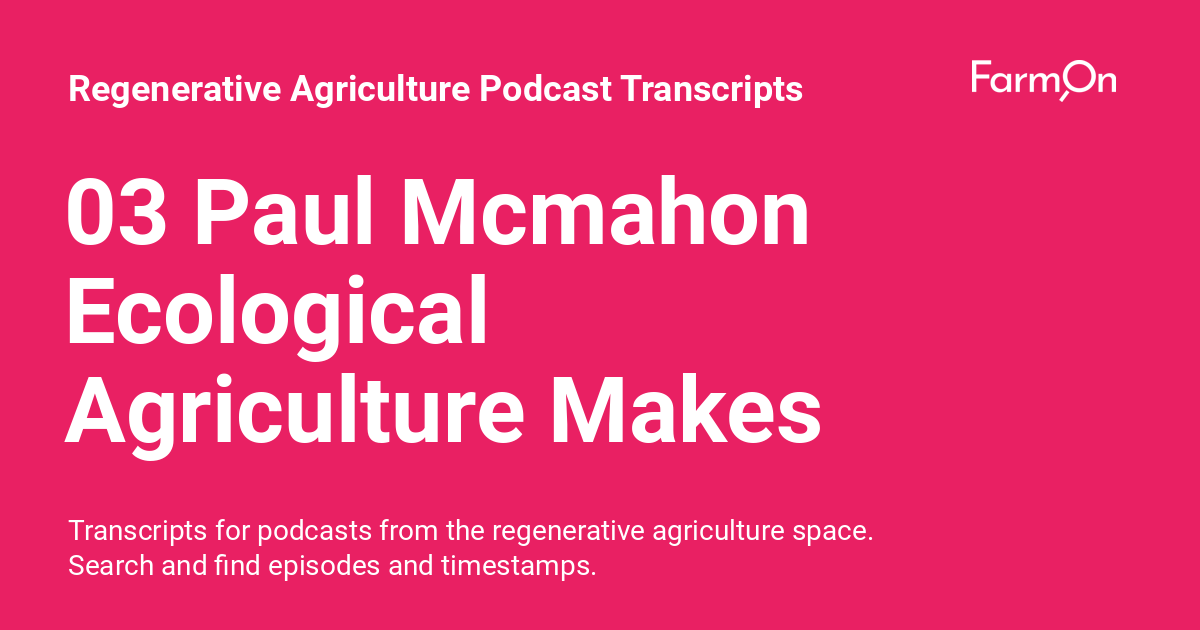 Regenerative Agriculture Podcast Transcripts
FarmOn
03 Paul Mcmahon
Ecological
Agriculture Makes
Transcripts for podcasts from the regenerative agriculture space.
Search and find episodes and timestamps.